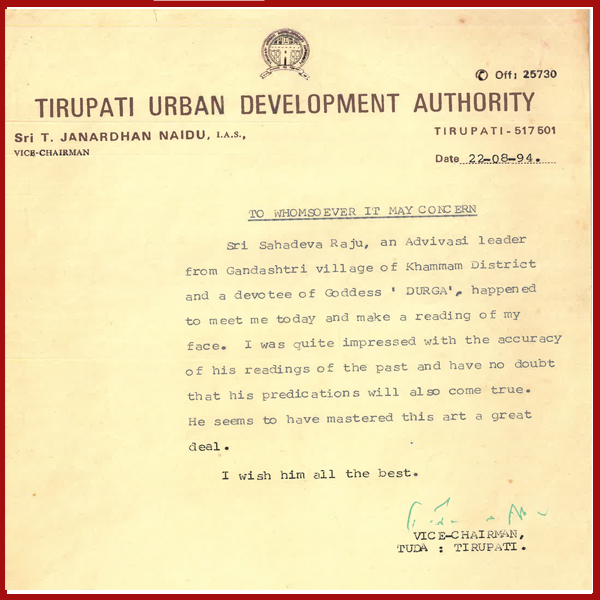 Off: 25730
TIRUPATI URBAN DEVELOPMENT AUTHORITY
Sri T. JANARDHAN NAIDU, I.A.S.,
TIRUPATI-517 501
VICE-CHAIRMAN
Date 22-08-94.
TO WHOMSOEVER IT MAY CONCERN
Sri Sahadeva Raju, an Advivasi leader
from Gandashtri village of Khammam District
and a devotee of Goddess ' DURGA', happened
to meet me today and make a reading of my
face. I was quite impressed with the accuracy
of his readings of the past and have no doubt
that his predications will also come true.
He seems to have mastered this art a great
deal.
I wish him all the best.
VICE-CHAIRMAN,
TUDA : TIRUPATI.